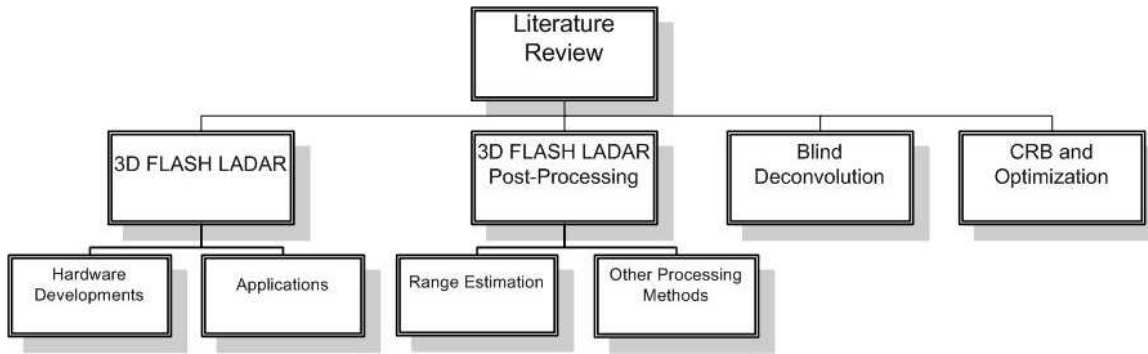 Literature
Review
3D FLASH LADAR
3D FLASH LADAR
Post-Processing
Blind
Deconvolution
CRB and
Optimization
Hardware
Developments
Applications
Range Estimation
Other Processing
Methods